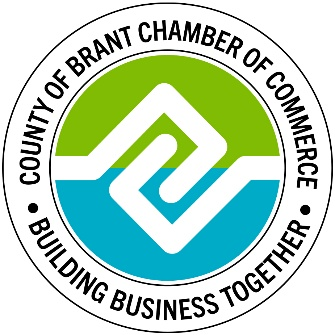 COUNTY OF BRANT CHAMBER OF COMMERCE
• BUILDING BUSINESS TOGETHER •